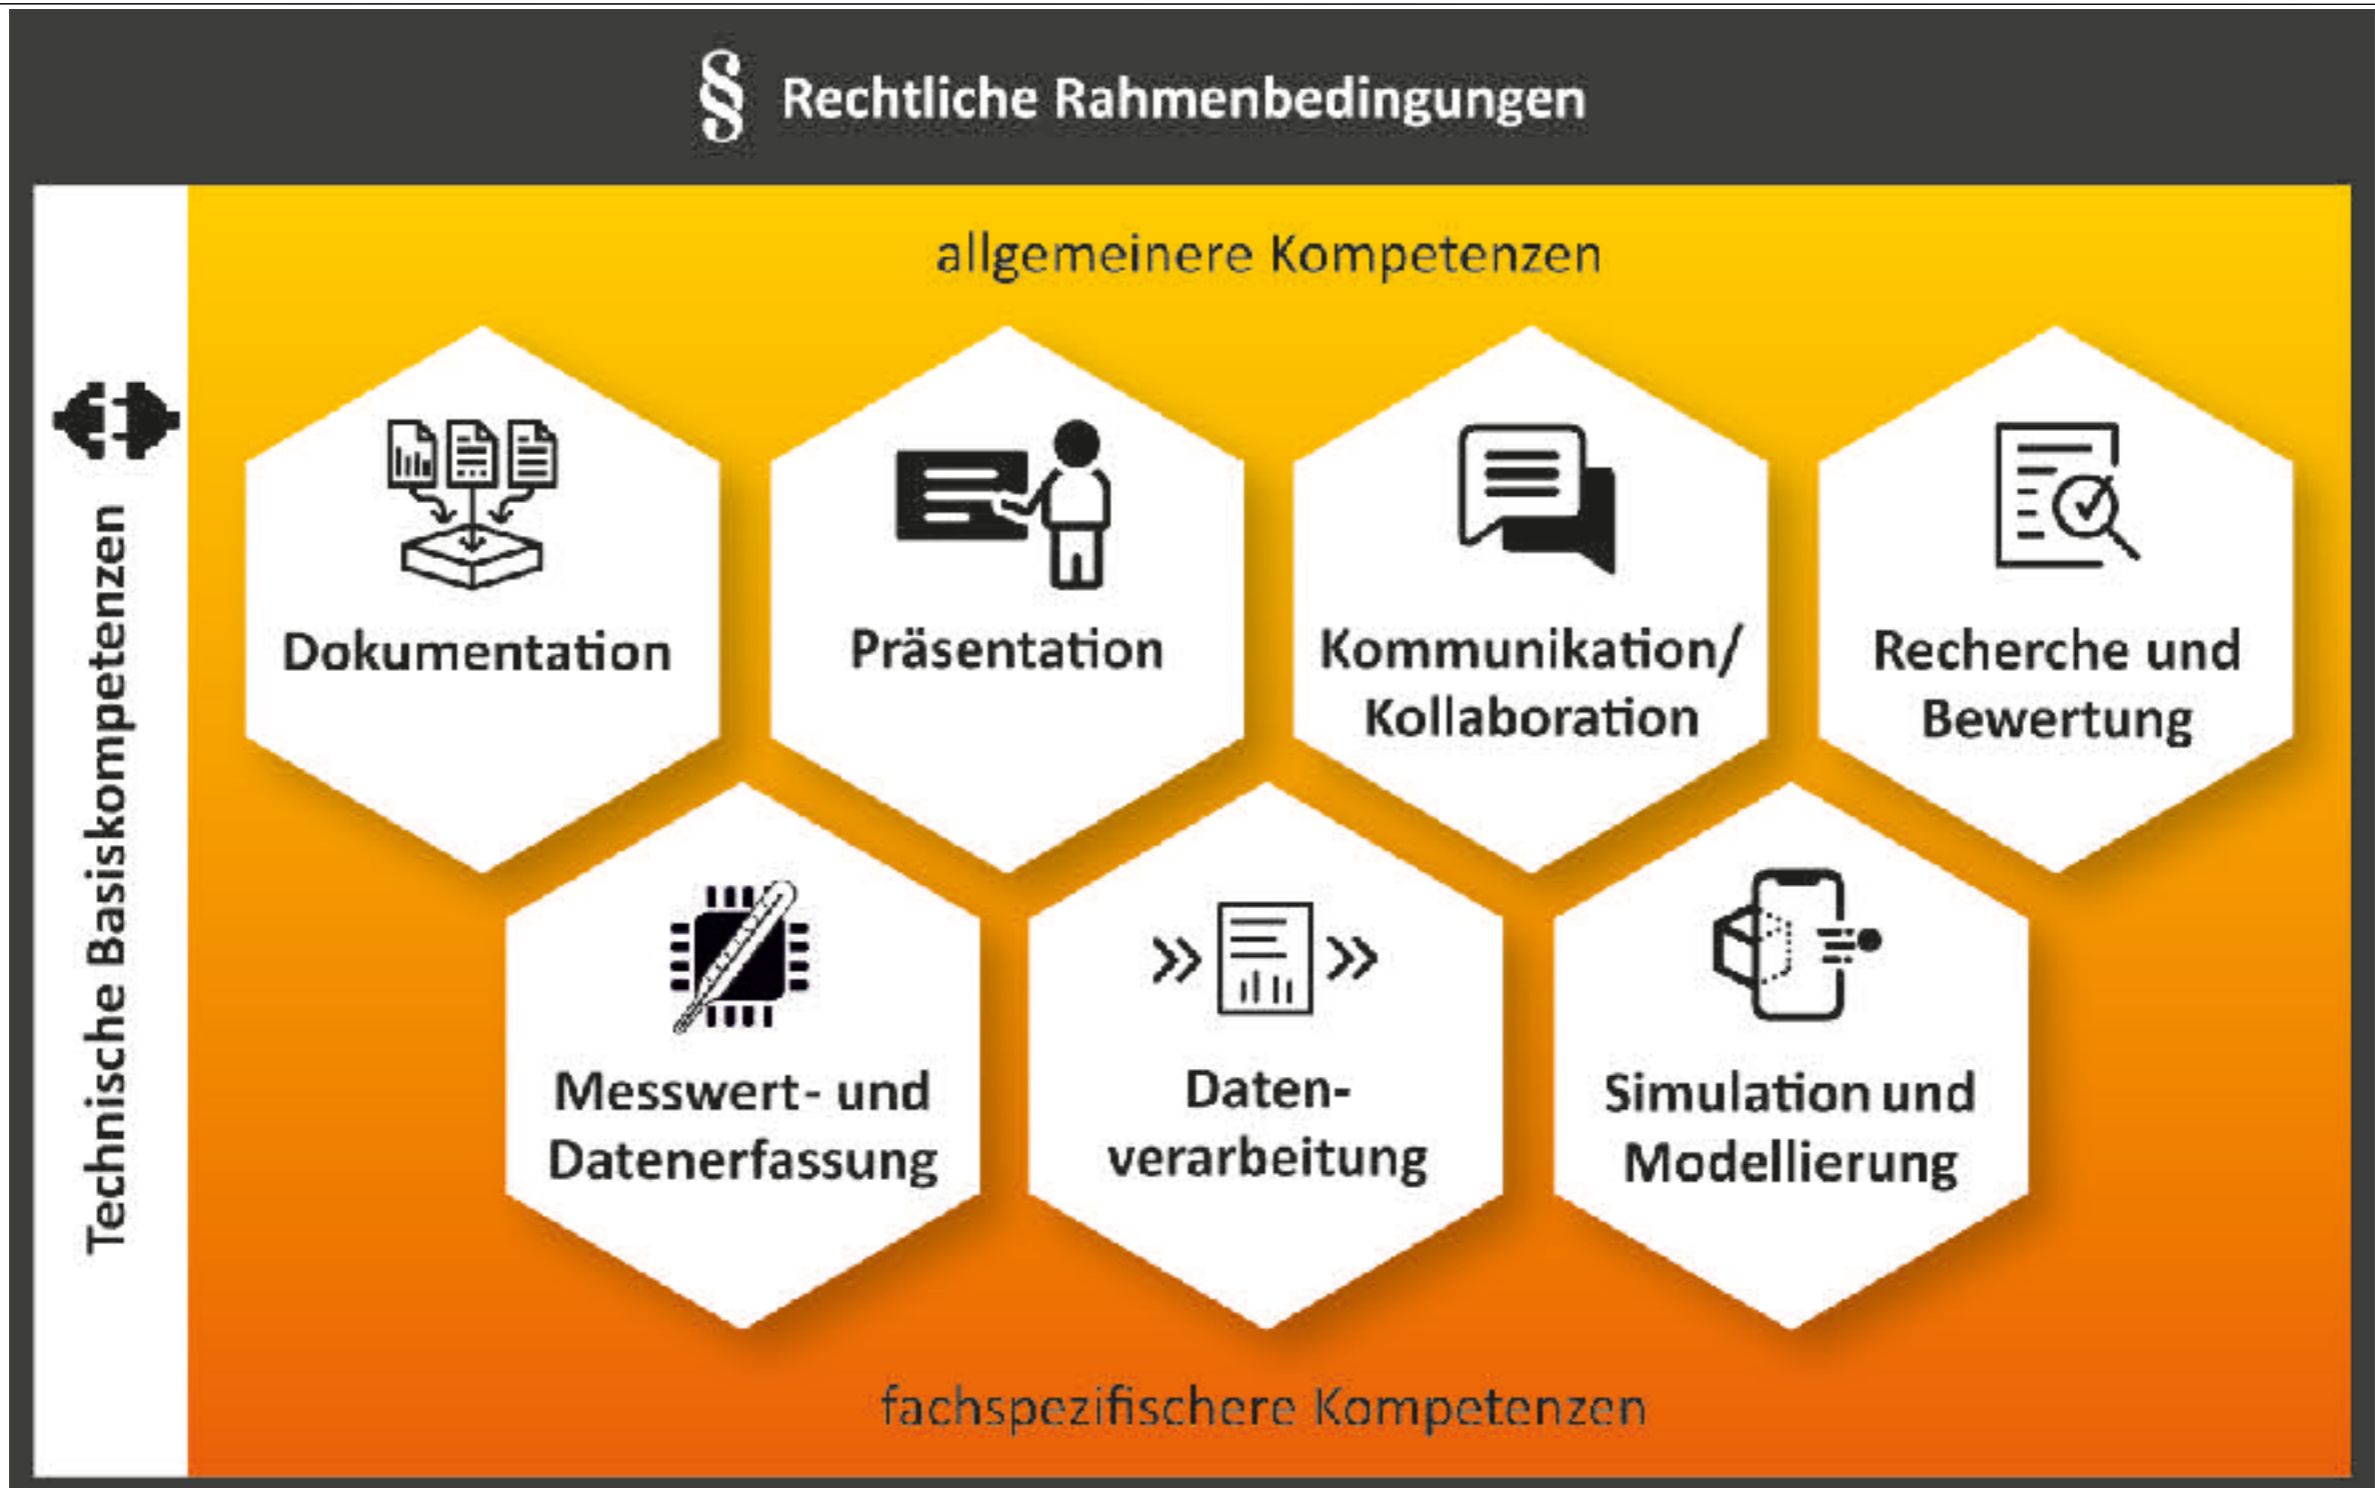 § Rechtliche Rahmenbedingungen
Technische Basiskompetenzen
allgemeinere Kompetenzen
Dokumentation
Präsentation
Kommunikation/
Kollaboration
Recherche und
Bewertung
Messwert- und
Datenerfassung
Daten-
verarbeitung
Simulation und
Modellierung
fachspezifischere Kompetenzen